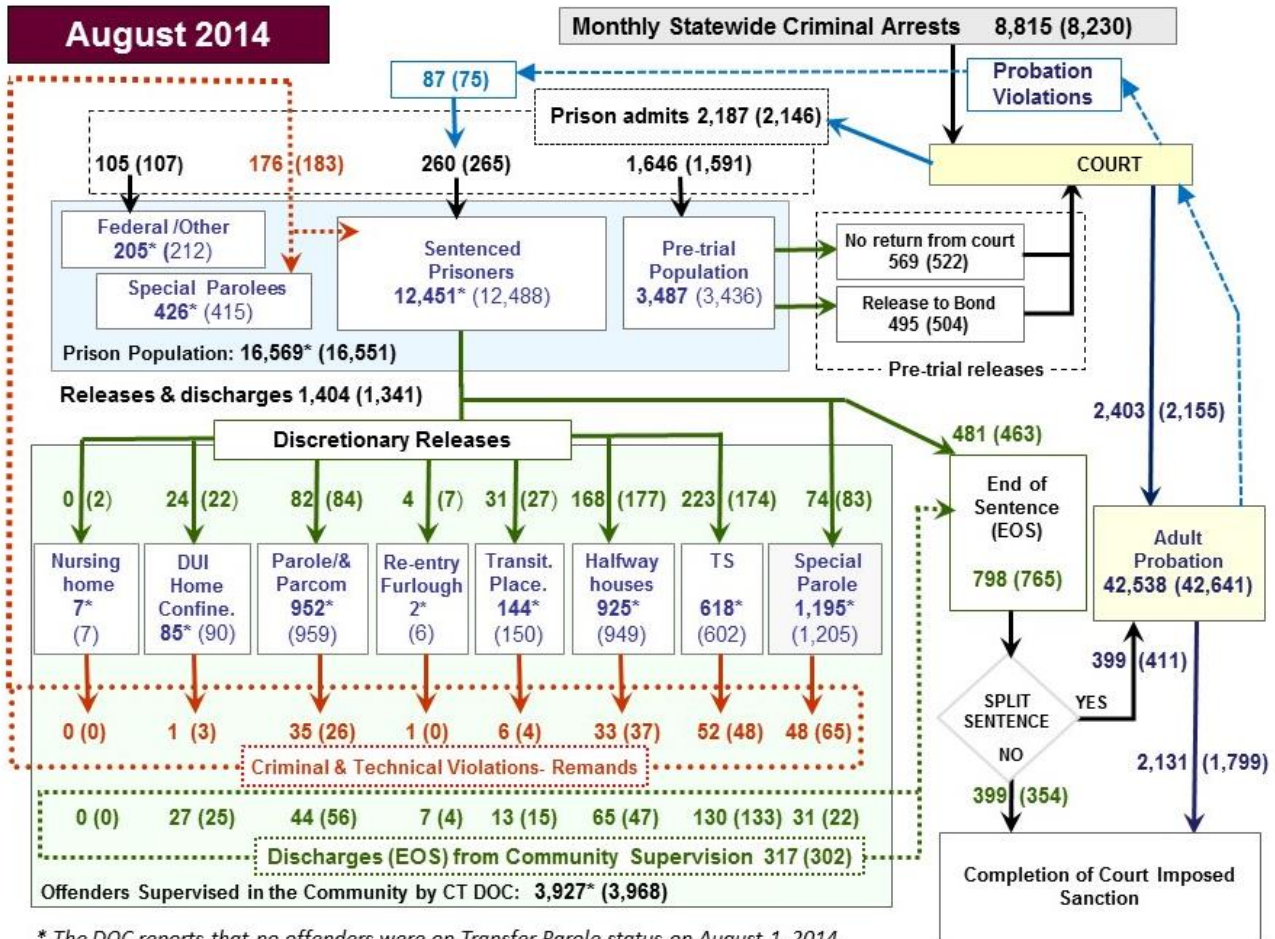 August 2014
Monthly Statewide Criminal Arrests 8,815 (8,230)
87 (75)
Probation
Violations
Prison admits 2,187 (2,146)
COURT
105 (107) 176 (183) 260 (265) 1,646 (1,591)
Federal /Other
205* (212)
Special Parolees
426* (415)
Sentenced
Prisoners
12,451* (12,488)
Pre-trial
Population
3,487 (3,436)
No return from court
569 (522)
Release to Bond
495 (504)
Prison Population: 16,569* (16,551)
Pre-trial releases
Releases & discharges 1,404 (1,341)
2,403 (2,155)
Discretionary Releases
481 (463)
0 (2) 24 (22) 82 (84) 4 (7) 31 (27) 168 (177) 223 (174) 74 (83)
Nursing
home
7*
(7)
DUI
Home
Confine.
85* (90)
Parole/&
Parcom
952*
(959)
Re-entry
Furlough
2*
(6)
Transit.
Place.
144*
(150)
Halfway
houses
925*
(949)
TS
618*
(602)
Special
Parole
1,195*
(1,205)
End of
Sentence
(EOS)
798 (765)
Adult
Probation
42,538 (42,641)
399 (411)
SPLIT
SENTENCE
YES
NO
0 (0) 1 (3) 35 (26) 1 (0) 6 (4) 33 (37) 52 (48) 48 (65)
Criminal & Technical Violations- Remands
2,131 (1,799)
399 (354)
0 (0) 27 (25) 44 (56) 7 (4) 13 (15) 65 (47) 130 (133) 31 (22)
Discharges (EOS) from Community Supervision 317 (302)
Offenders Supervised in the Community by CT DOC: 3,927* (3,968)
Completion of Court Imposed
Sanction
* The DOC reports that no offenders were on Transfer Parole status on August 1, 2014